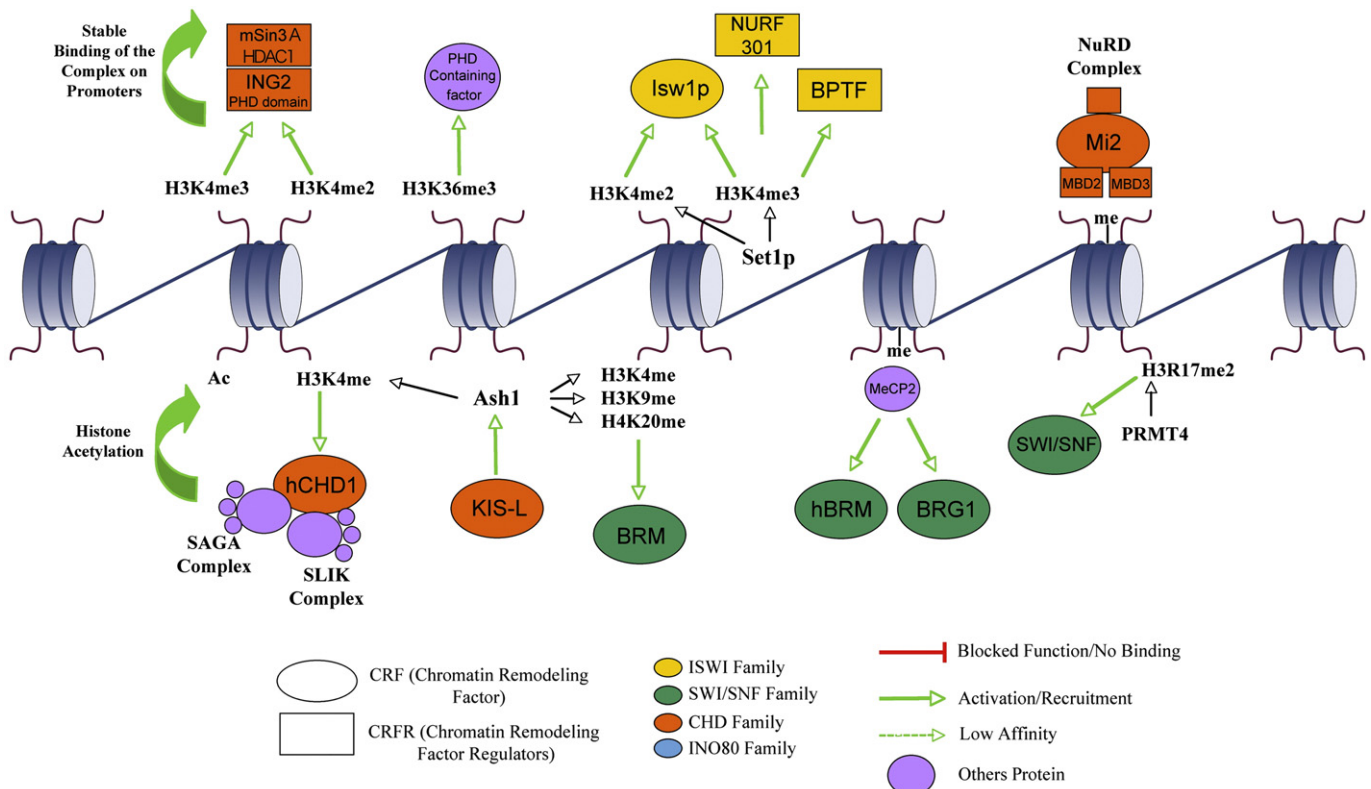 Stable
Binding of the
Complex on
Promoters
mSin3 A
HDAC1
ING2
PHD domain
PHD
Containing
factor
Isw1p
NURF
301
BPTF
NuRD
Complex
Mi2
MBD2
MBD3
H3K4me3
H3K4me2
H3K36me3
H3K4me2
H3K4me3
Set1p
me
Ac
H3K4me
Ash1
H3K4me
H3K9me
H4K20me
me
MeCP2
H3R17me2
PRMT4
SWI/SNF
Histone
Acetylation
hCHD1
KIS-L
BRM
hBRM
BRG1
SAGA
Complex
SLIK
Complex
CRF (Chromatin Remodeling
Factor)
CRFR (Chromatin Remodeling
Factor Regulators)
ISWI Family
SWI/SNF Family
CHD Family
INO80 Family
Blocked Function/No Binding
Activation/Recruitment
Low Affinity
Others Protein